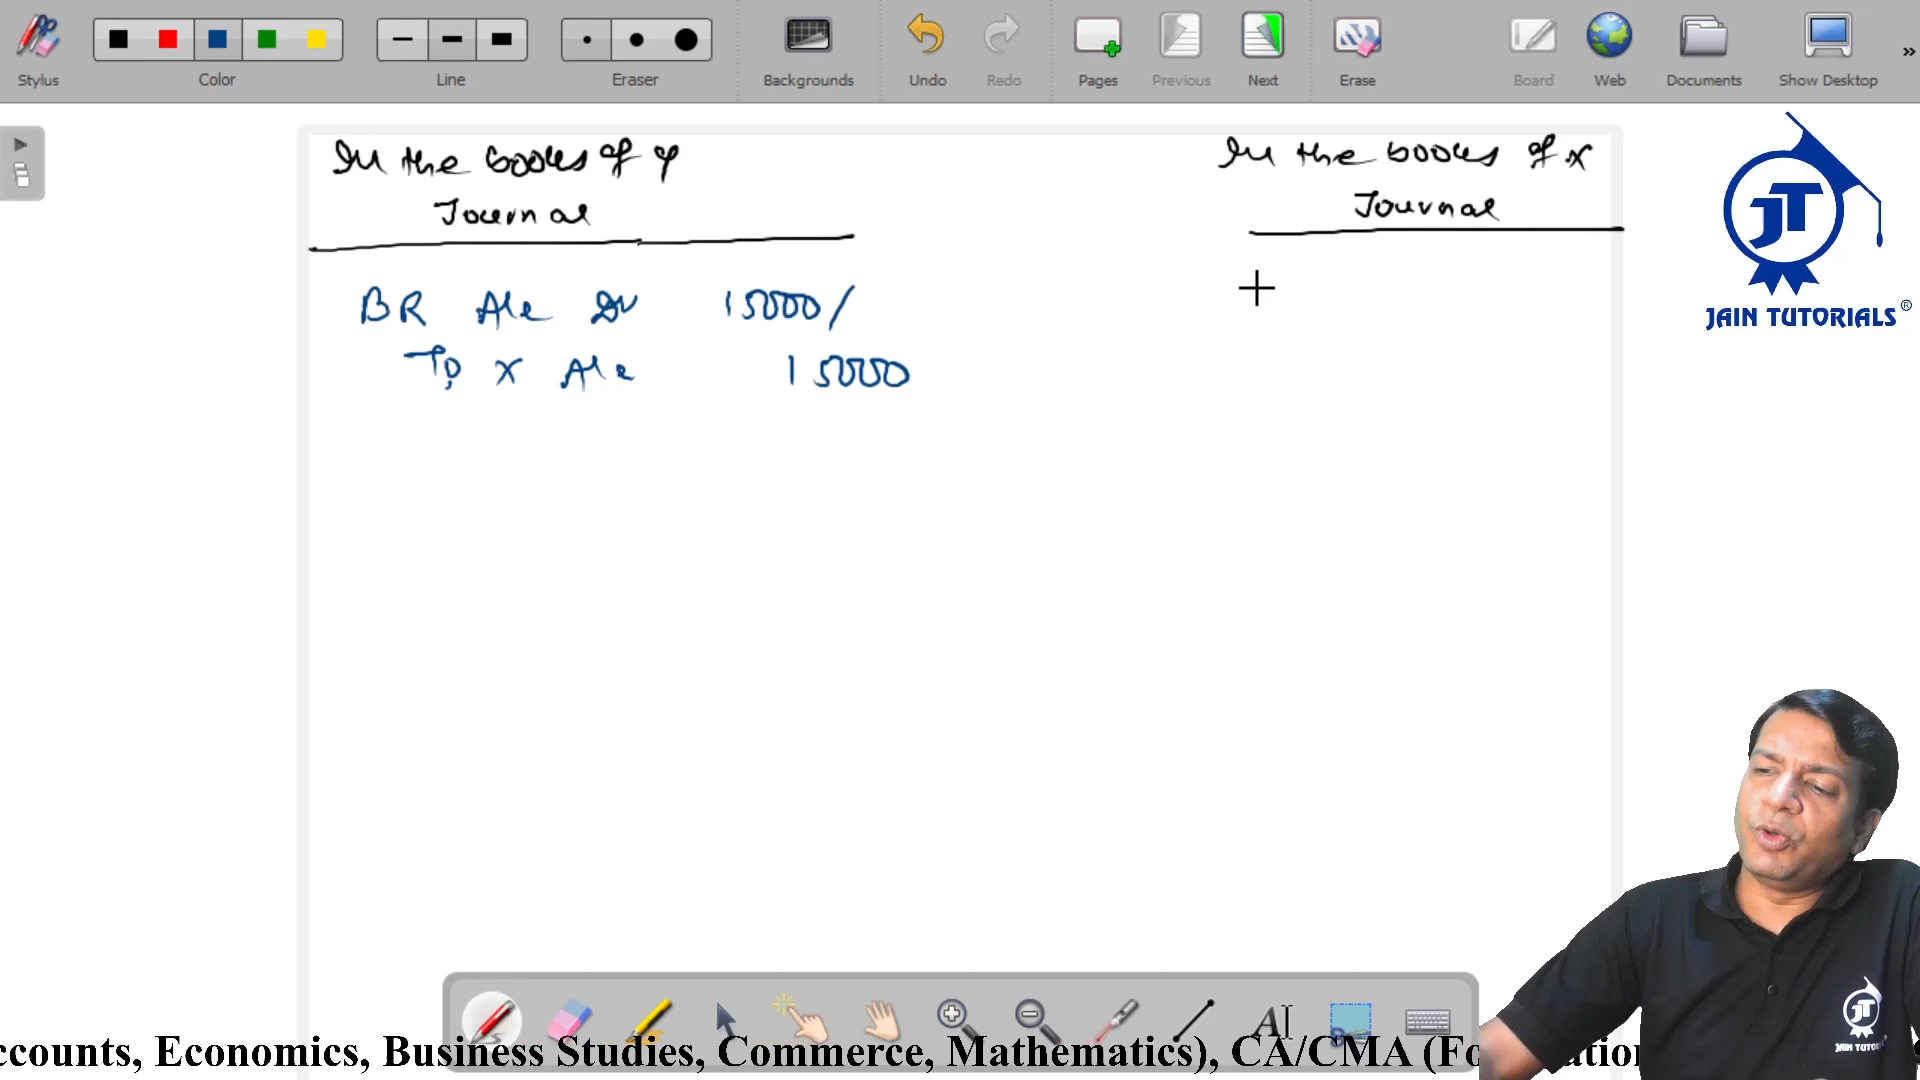 Stylus
Color
Line
Eraser
Backgrounds
Undo
Redo
Pages
Previous
Next
Erase
Board
Web
Documents
Show Desktop
»
In the books of Y
Journal
In the books of X
Journal
BR A/c Dr 15000/
To X A/c 15000
JT
JAIN TUTORIALS®
JT
ccounts, Economics, Business Studies, Commerce, Mathematics), CA/CMA (Fo